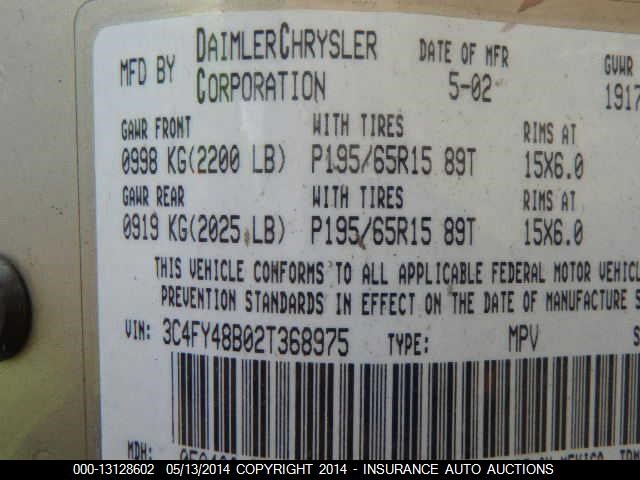 MFD BY DAIMLERCHRYSLER CORPORATION DATE OF MFR 5-02 GVWR 1917
GAWR FRONT WITH TIRES RIMS AT
0998 KG(2200 LB) P195/65R15 89T 15X6.0
GAWR REAR WITH TIRES RIMS AT
0919 KG(2025 LB) P195/65R15 89T 15X6.0
THIS VEHICLE CONFORMS TO ALL APPLICABLE FEDERAL MOTOR VEHICL
PREVENTION STANDARDS IN EFFECT ON THE DATE OF MANUFACTURE S
VIN: 3C4FY48B02T368975 TYPE: MPV S
MDH:
000-13128602 05/13/2014 COPYRIGHT 2014 - INSURANCE AUTO AUCTIONS